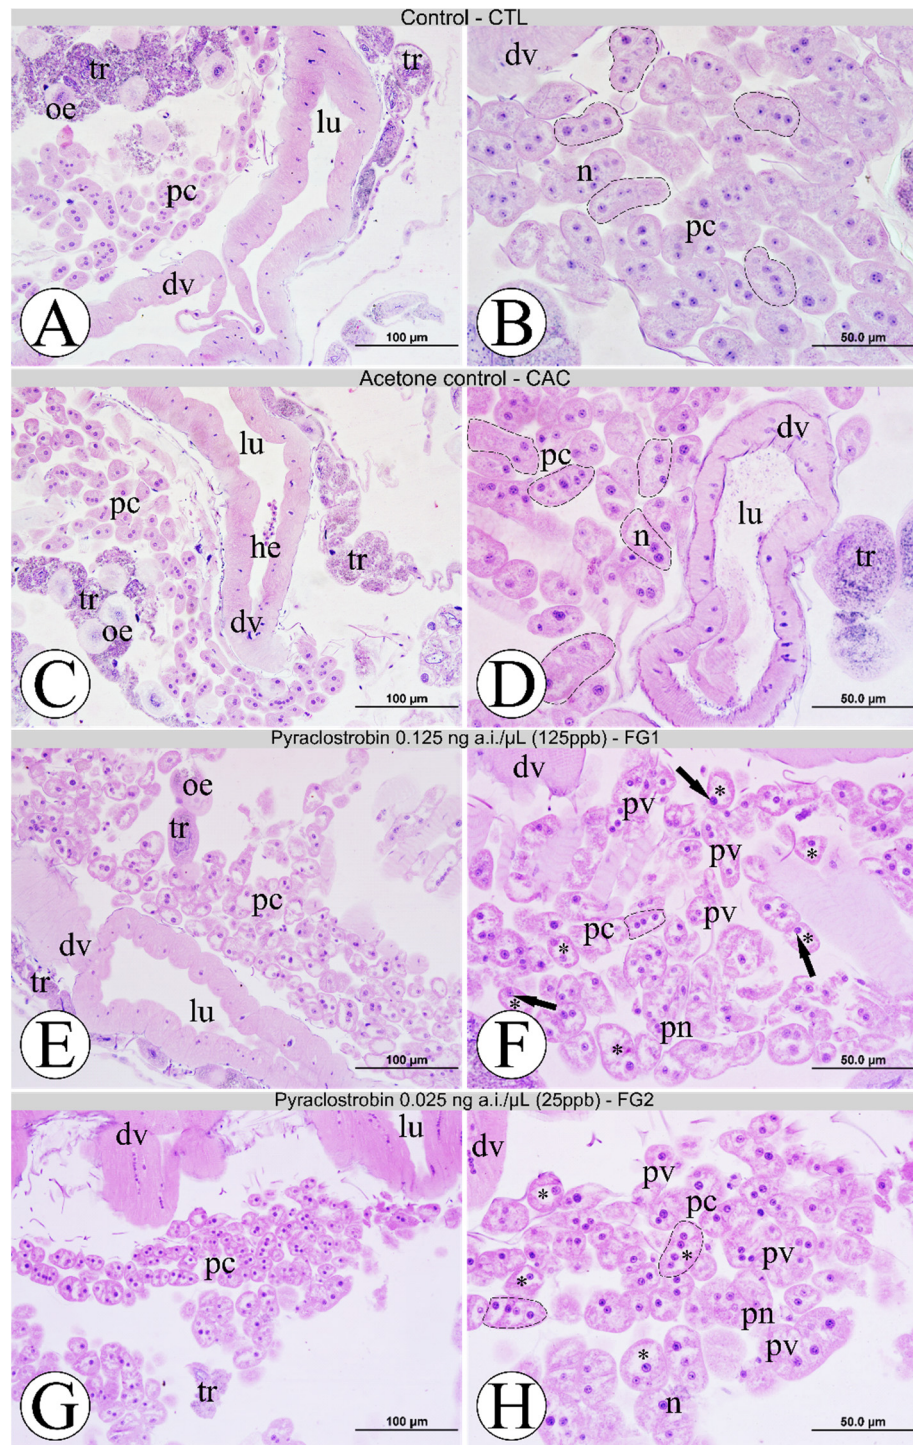 Control - CTL
tr
oe
lu
tr
pc
dv
A
100 µm
dv
n
pc
B
50.0 µm
Acetone control - CAC
lu
pc
he
tr
tr
oe
dv
C
100 µm
pc
dv
n
lu
tr
D
50.0 µm
Pyraclostrobin 0.125 ng a.i./µL (125ppb) - FG1
oe
tr
pc
dv
tr
lu
E
100 µm
dv
pv
*
pv
*
pv
pc
*
*
*
pn
*
F
50.0 µm
Pyraclostrobin 0.025 ng a.i./µL (25ppb) - FG2
dv
lu
pc
tr
G
100 µm
dv
pv
*
pc
*
pv
*
pn
pv
*
n
H
50.0 µm